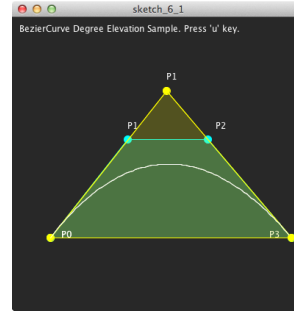 sketch_6_1
BezierCurve Degree Elevation Sample. Press 'u' key.
P1
P1
P2
P0
P3